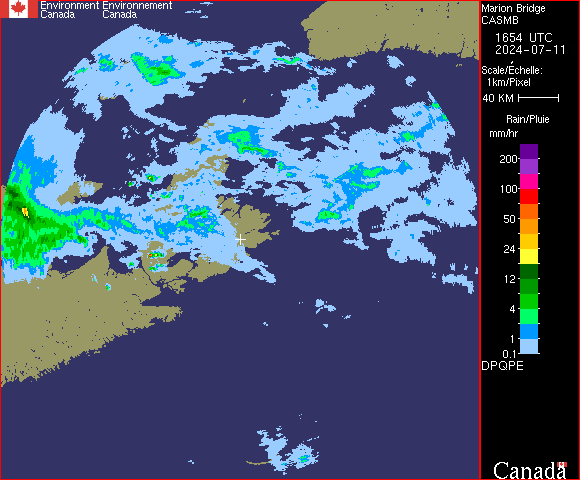 Environment Environnement
Canada Canada
Marion Bridge
CASMB
1654 UTC
2024-07-11
Scale/Échelle:
1km/Pixel
40 KM
Rain/Pluie
mm/hr
200
100
50
24
12
4
1
0.1
DPQPE
Canada